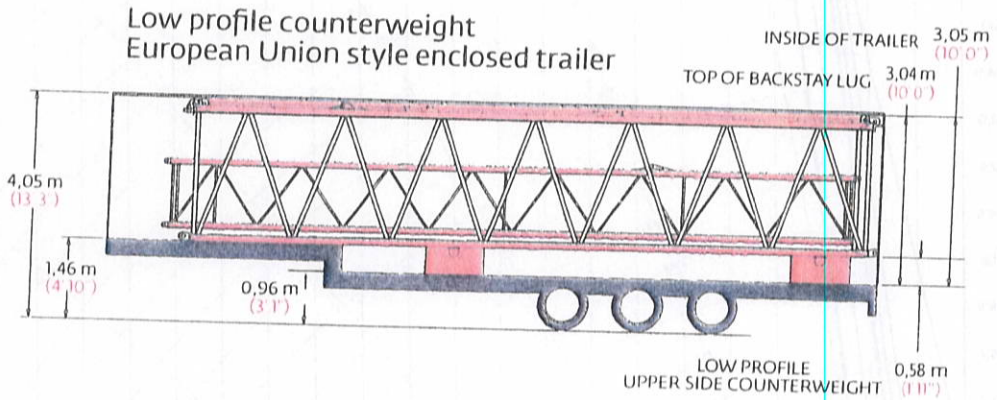 Low profile counterweight
European Union style enclosed trailer
INSIDE OF TRAILER 3,05 m
(10'0")
TOP OF BACKSTAY LUG 3,04 m
(10'0")
4,05 m
(13'3")
1,46 m
(4'10")
0,96 m
(3'1")
LOW PROFILE
UPPER SIDE COUNTERWEIGHT
0,58 m
(1'11")